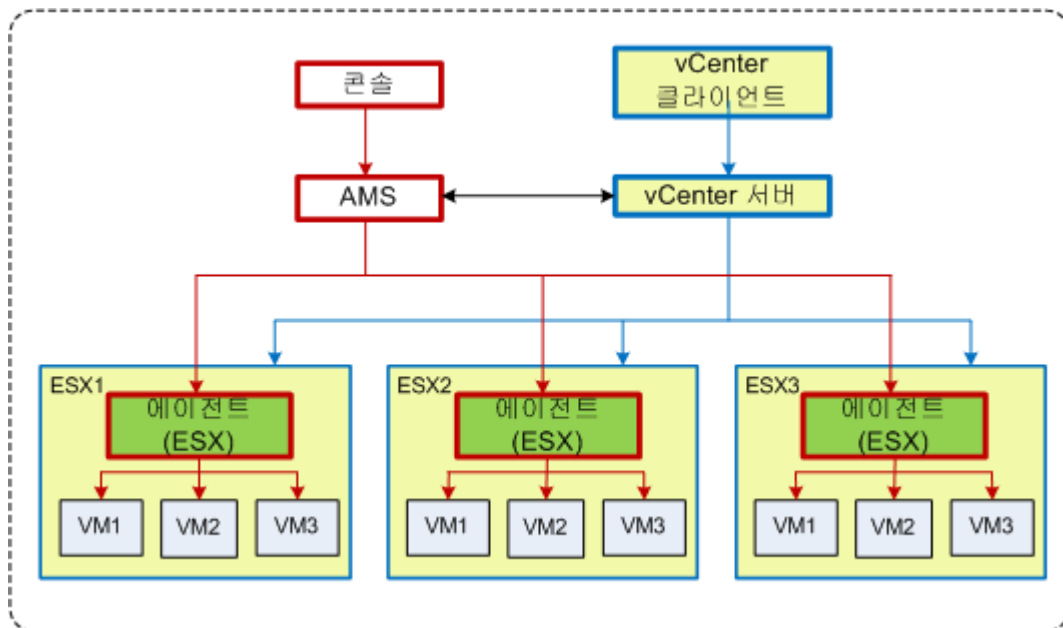 콘솔
vCenter
클라이언트
AMS
vCenter 서버
ESX1
에이전트
(ESX)
VM1
VM2
VM3
ESX2
에이전트
(ESX)
VM1
VM2
VM3
ESX3
에이전트
(ESX)
VM1
VM2
VM3